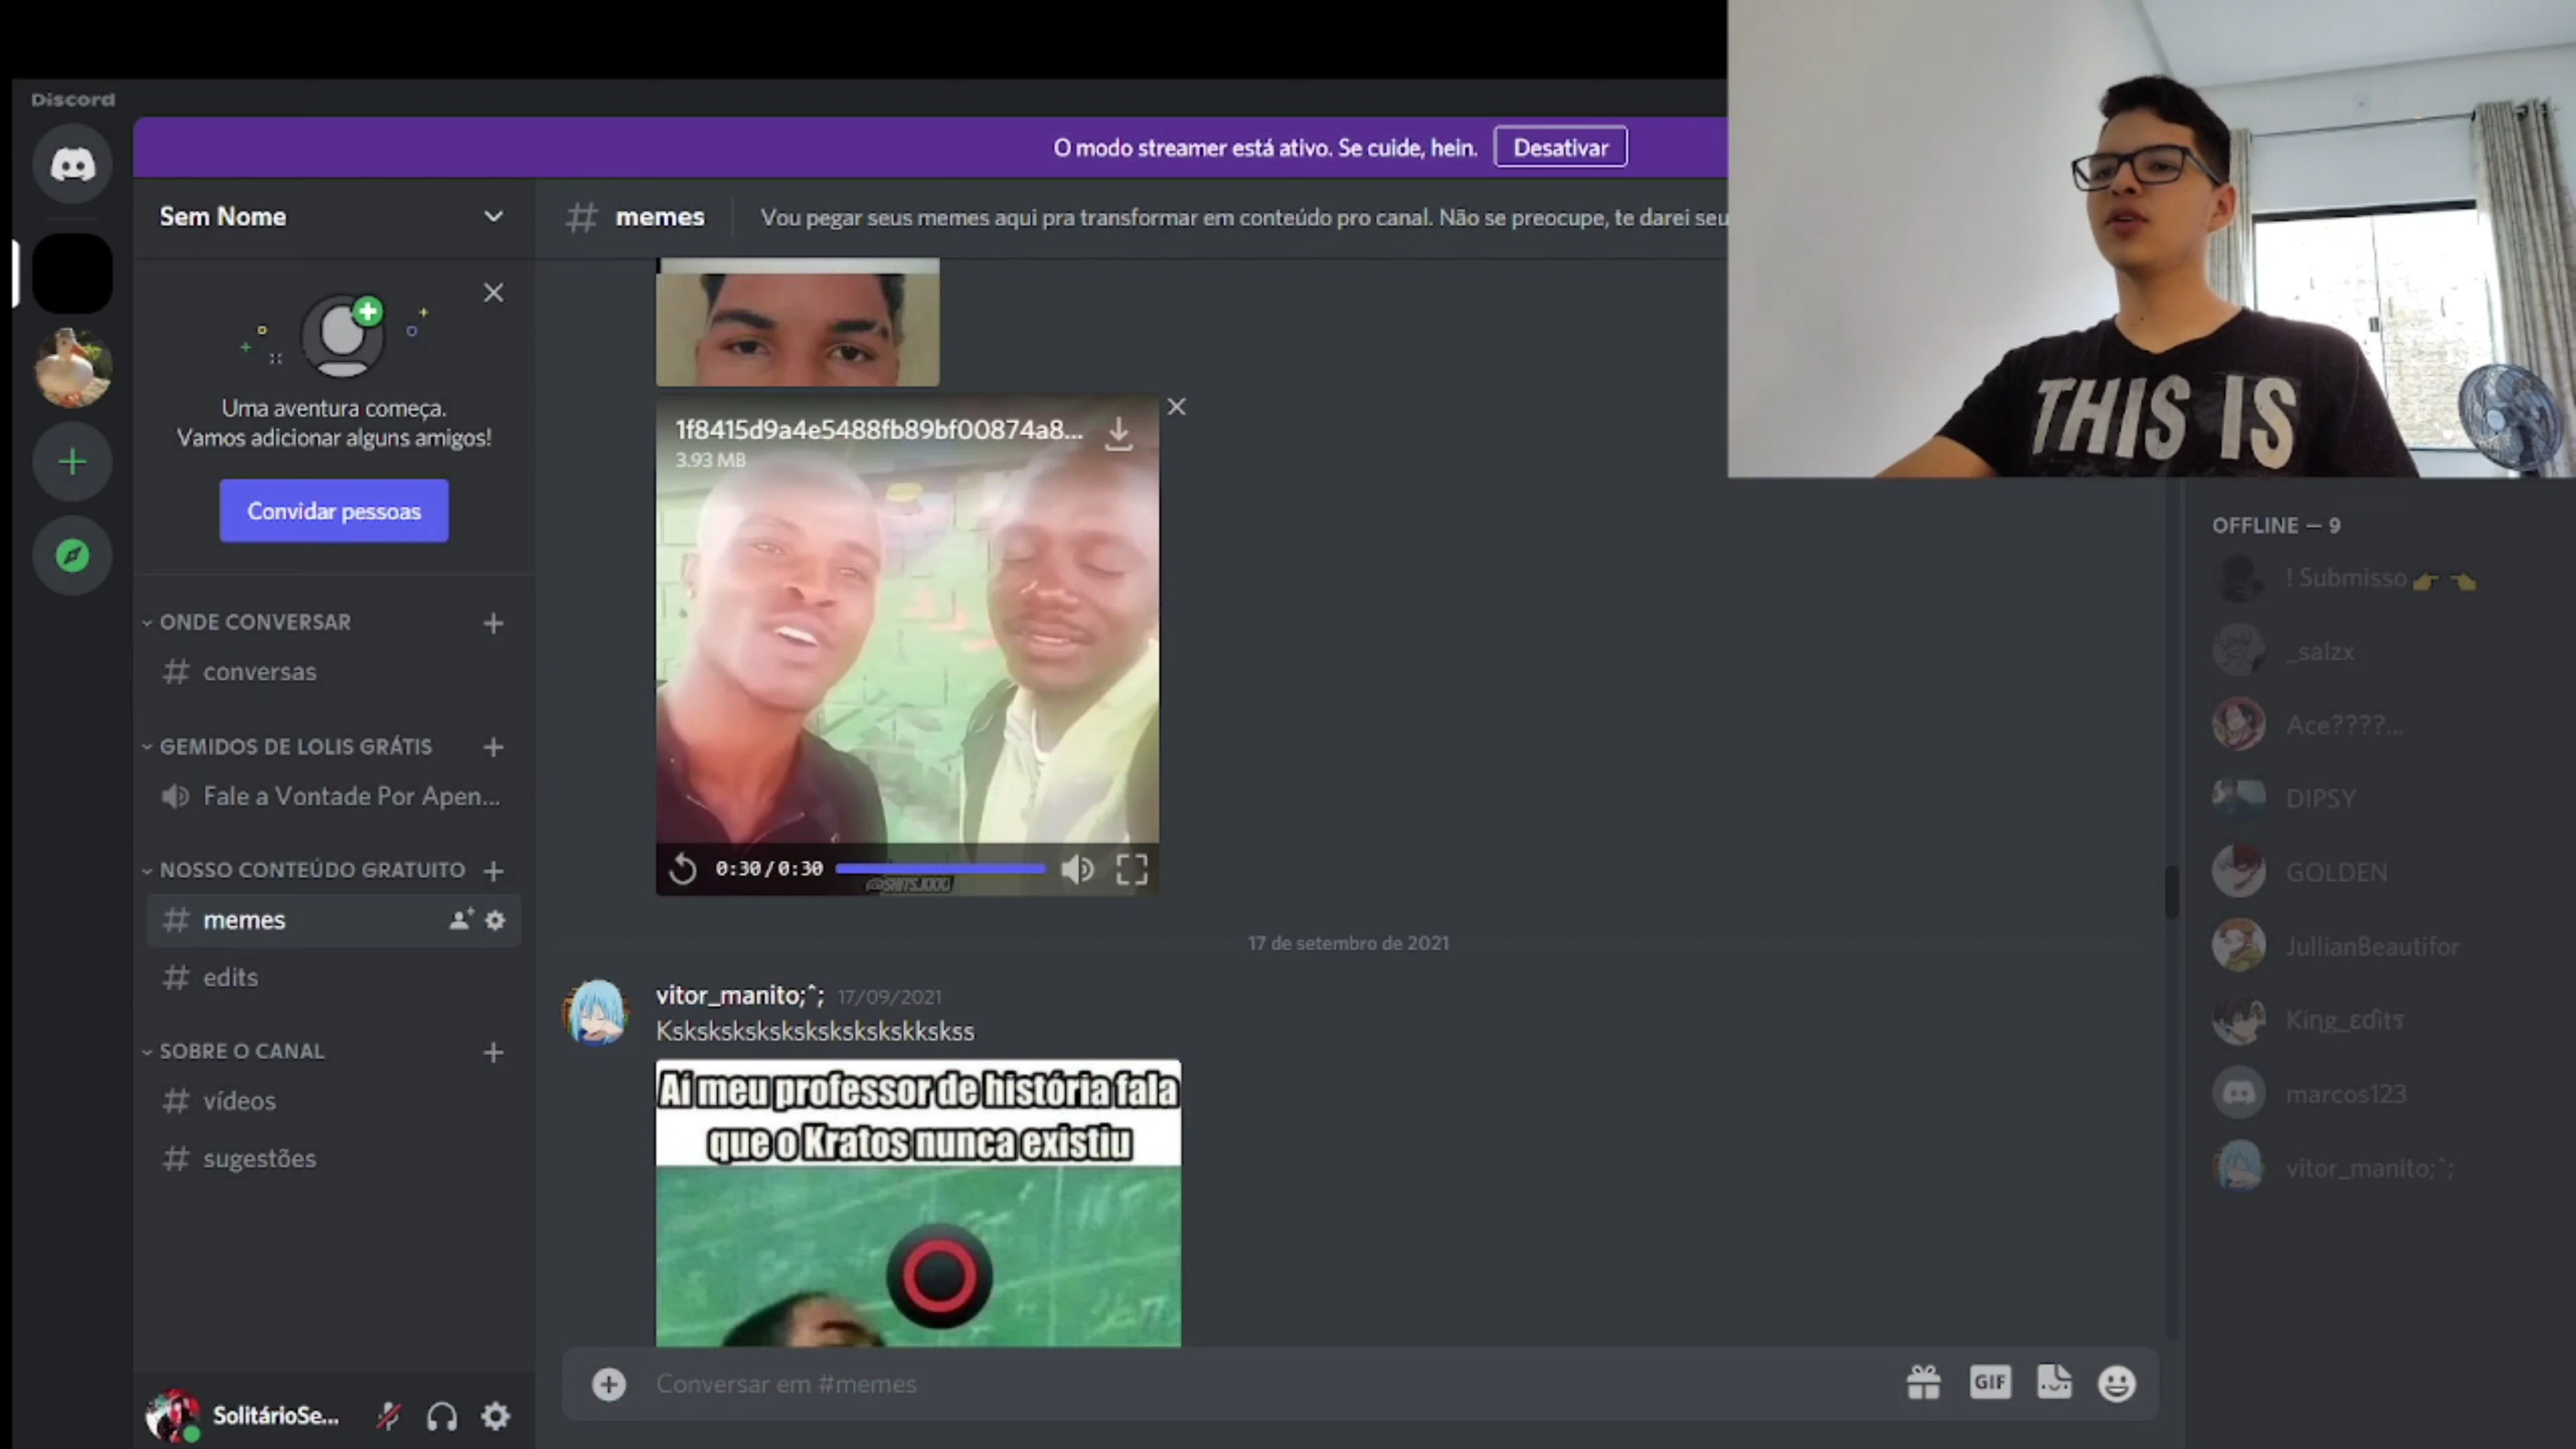 Discord
O modo streamer está ativo. Se cuide, hein.
Desativar
Sem Nome
memes
Vou pegar seus memes aqui pra transformar em conteúdo pro canal. Não se preocupe, te darei seu
Uma aventura começa.
Vamos adicionar alguns amigos!
Convidar pessoas
ONDE CONVERSAR
conversas
GEMIDOS DE LOLIS GRÁTIS
Fale a Vontade Por Apen...
NOSSO CONTEÚDO GRATUITO
memes
edits
SOBRE O CANAL
vídeos
sugestões
SolitárioSe...
1f8415d9a4e5488fb89bf00874a8...
3.93 MB
0:30/0:30
17 de setembro de 2021
vitor_manito;^; 17/09/2021
Kskskskskskskskskskskkskss
Aí meu professor de história fala
que o Kratos nunca existiu
Conversar em #memes
GIF
THIS IS
OFFLINE — 9
! Submisso 👉 👈
_salzx
Ace????...
DIPSY
GOLDEN
JullianBeautifor
marcos123
vitor_manito;^;